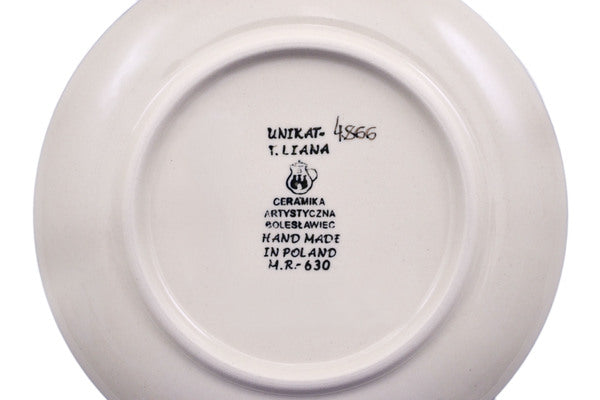 UNIKAT- 4866
T. LIANA
CERAMIKA
ARTYSTYCZNA
BOLESŁAWIEC
HAND MADE
IN POLAND
M.R.-630